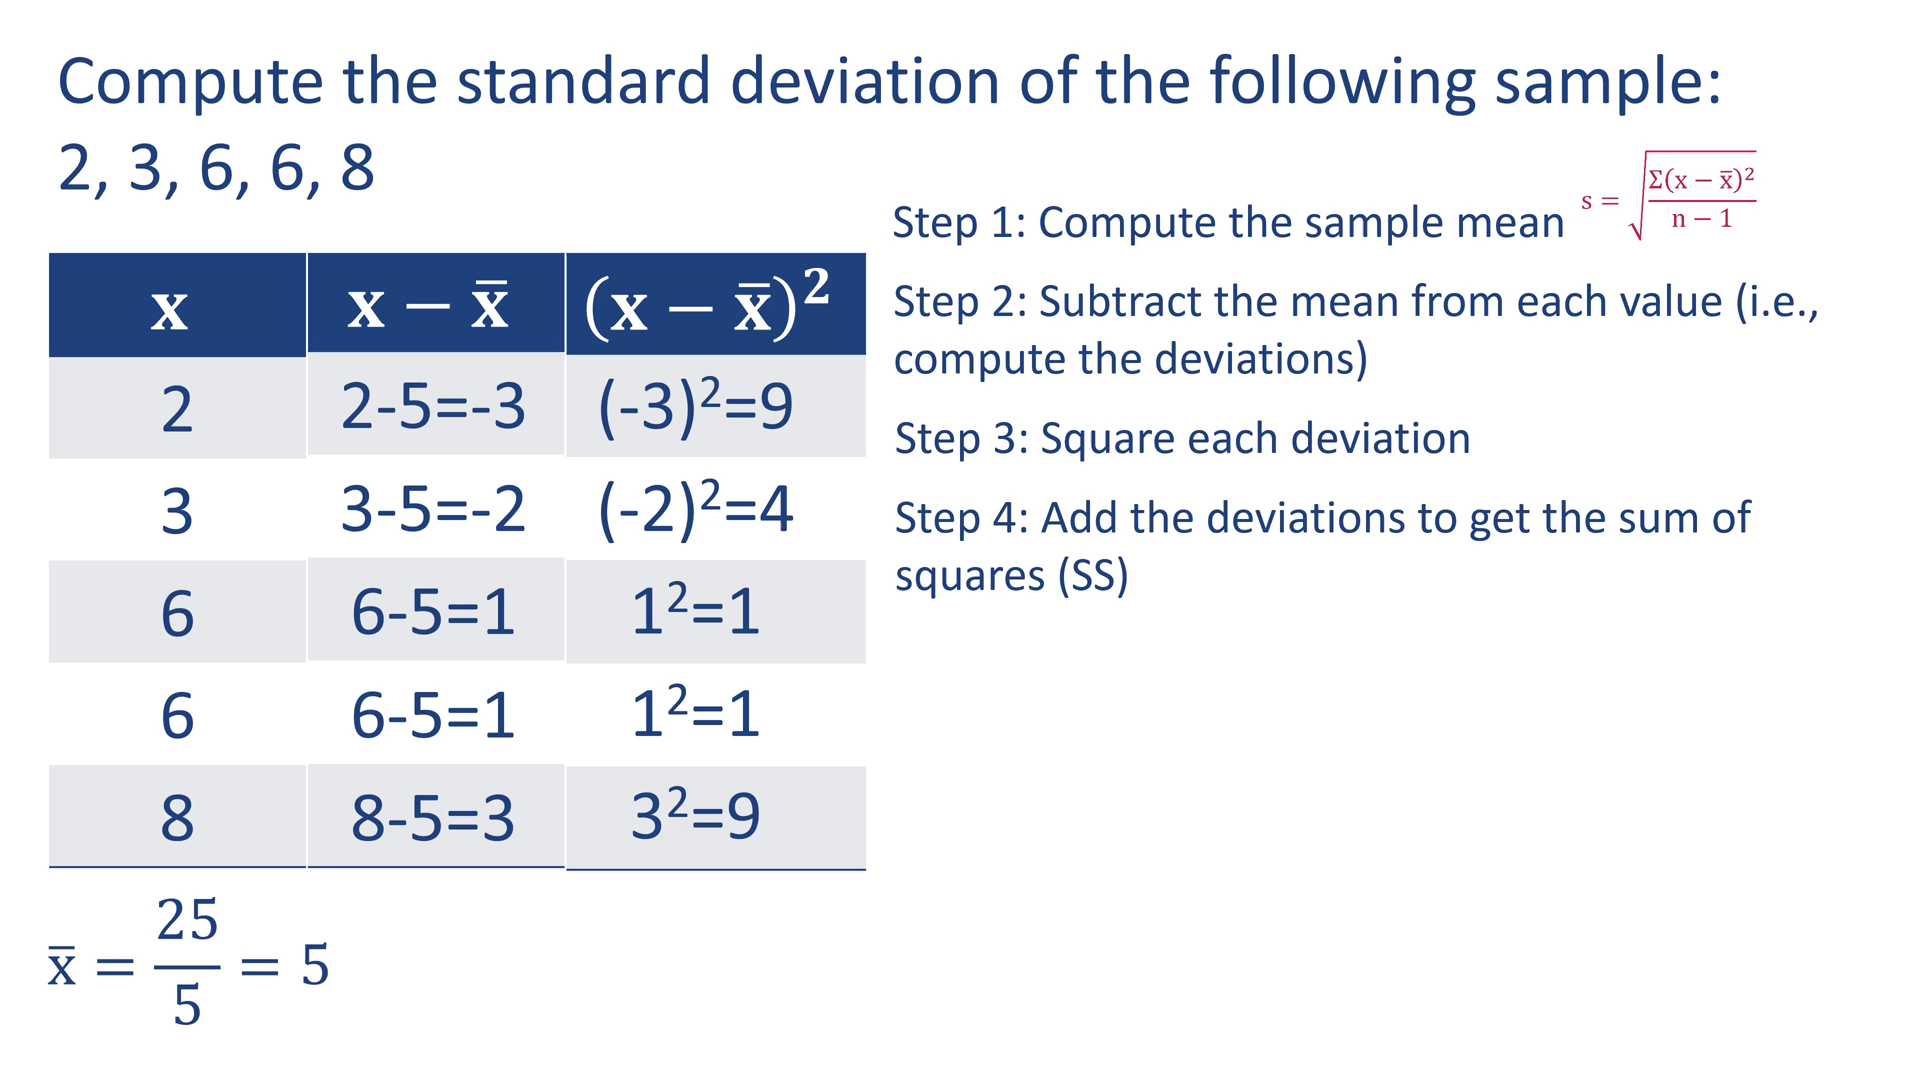 Compute the standard deviation of the following sample:
2, 3, 6, 6, 8
s = √(Σ(x − x̅)² / (n − 1))
Step 1: Compute the sample mean
Step 2: Subtract the mean from each value (i.e.,
compute the deviations)
Step 3: Square each deviation
Step 4: Add the deviations to get the sum of
squares (SS)
x x − x̅ (x − x̅)²
2 2-5=-3 (-3)²=9
3 3-5=-2 (-2)²=4
6 6-5=1 1²=1
6 6-5=1 1²=1
8 8-5=3 3²=9
x̅ = 25/5 = 5